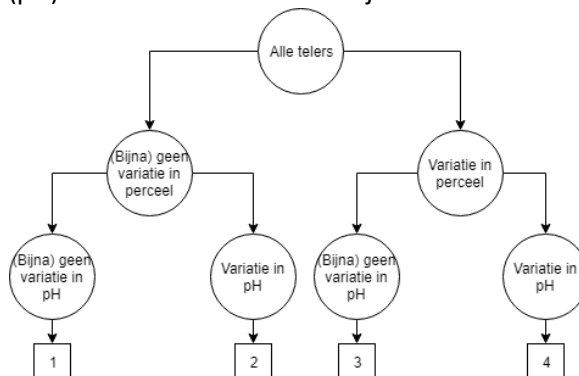 Alle telers
(Bijna) geen
variatie in
perceel
Variatie in
perceel
(Bijna) geen
variatie in
pH
Variatie in
pH
(Bijna) geen
variatie in
pH
Variatie in
pH
1
2
3
4